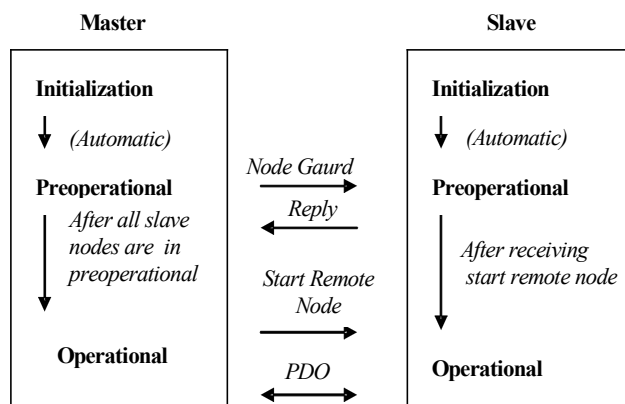 Master
Slave
Initialization
(Automatic)
Preoperational
After all slave
nodes are in
preoperational
Operational
Node Gaurd
Reply
Start Remote
Node
PDO
Initialization
(Automatic)
Preoperational
After receiving
start remote node
Operational